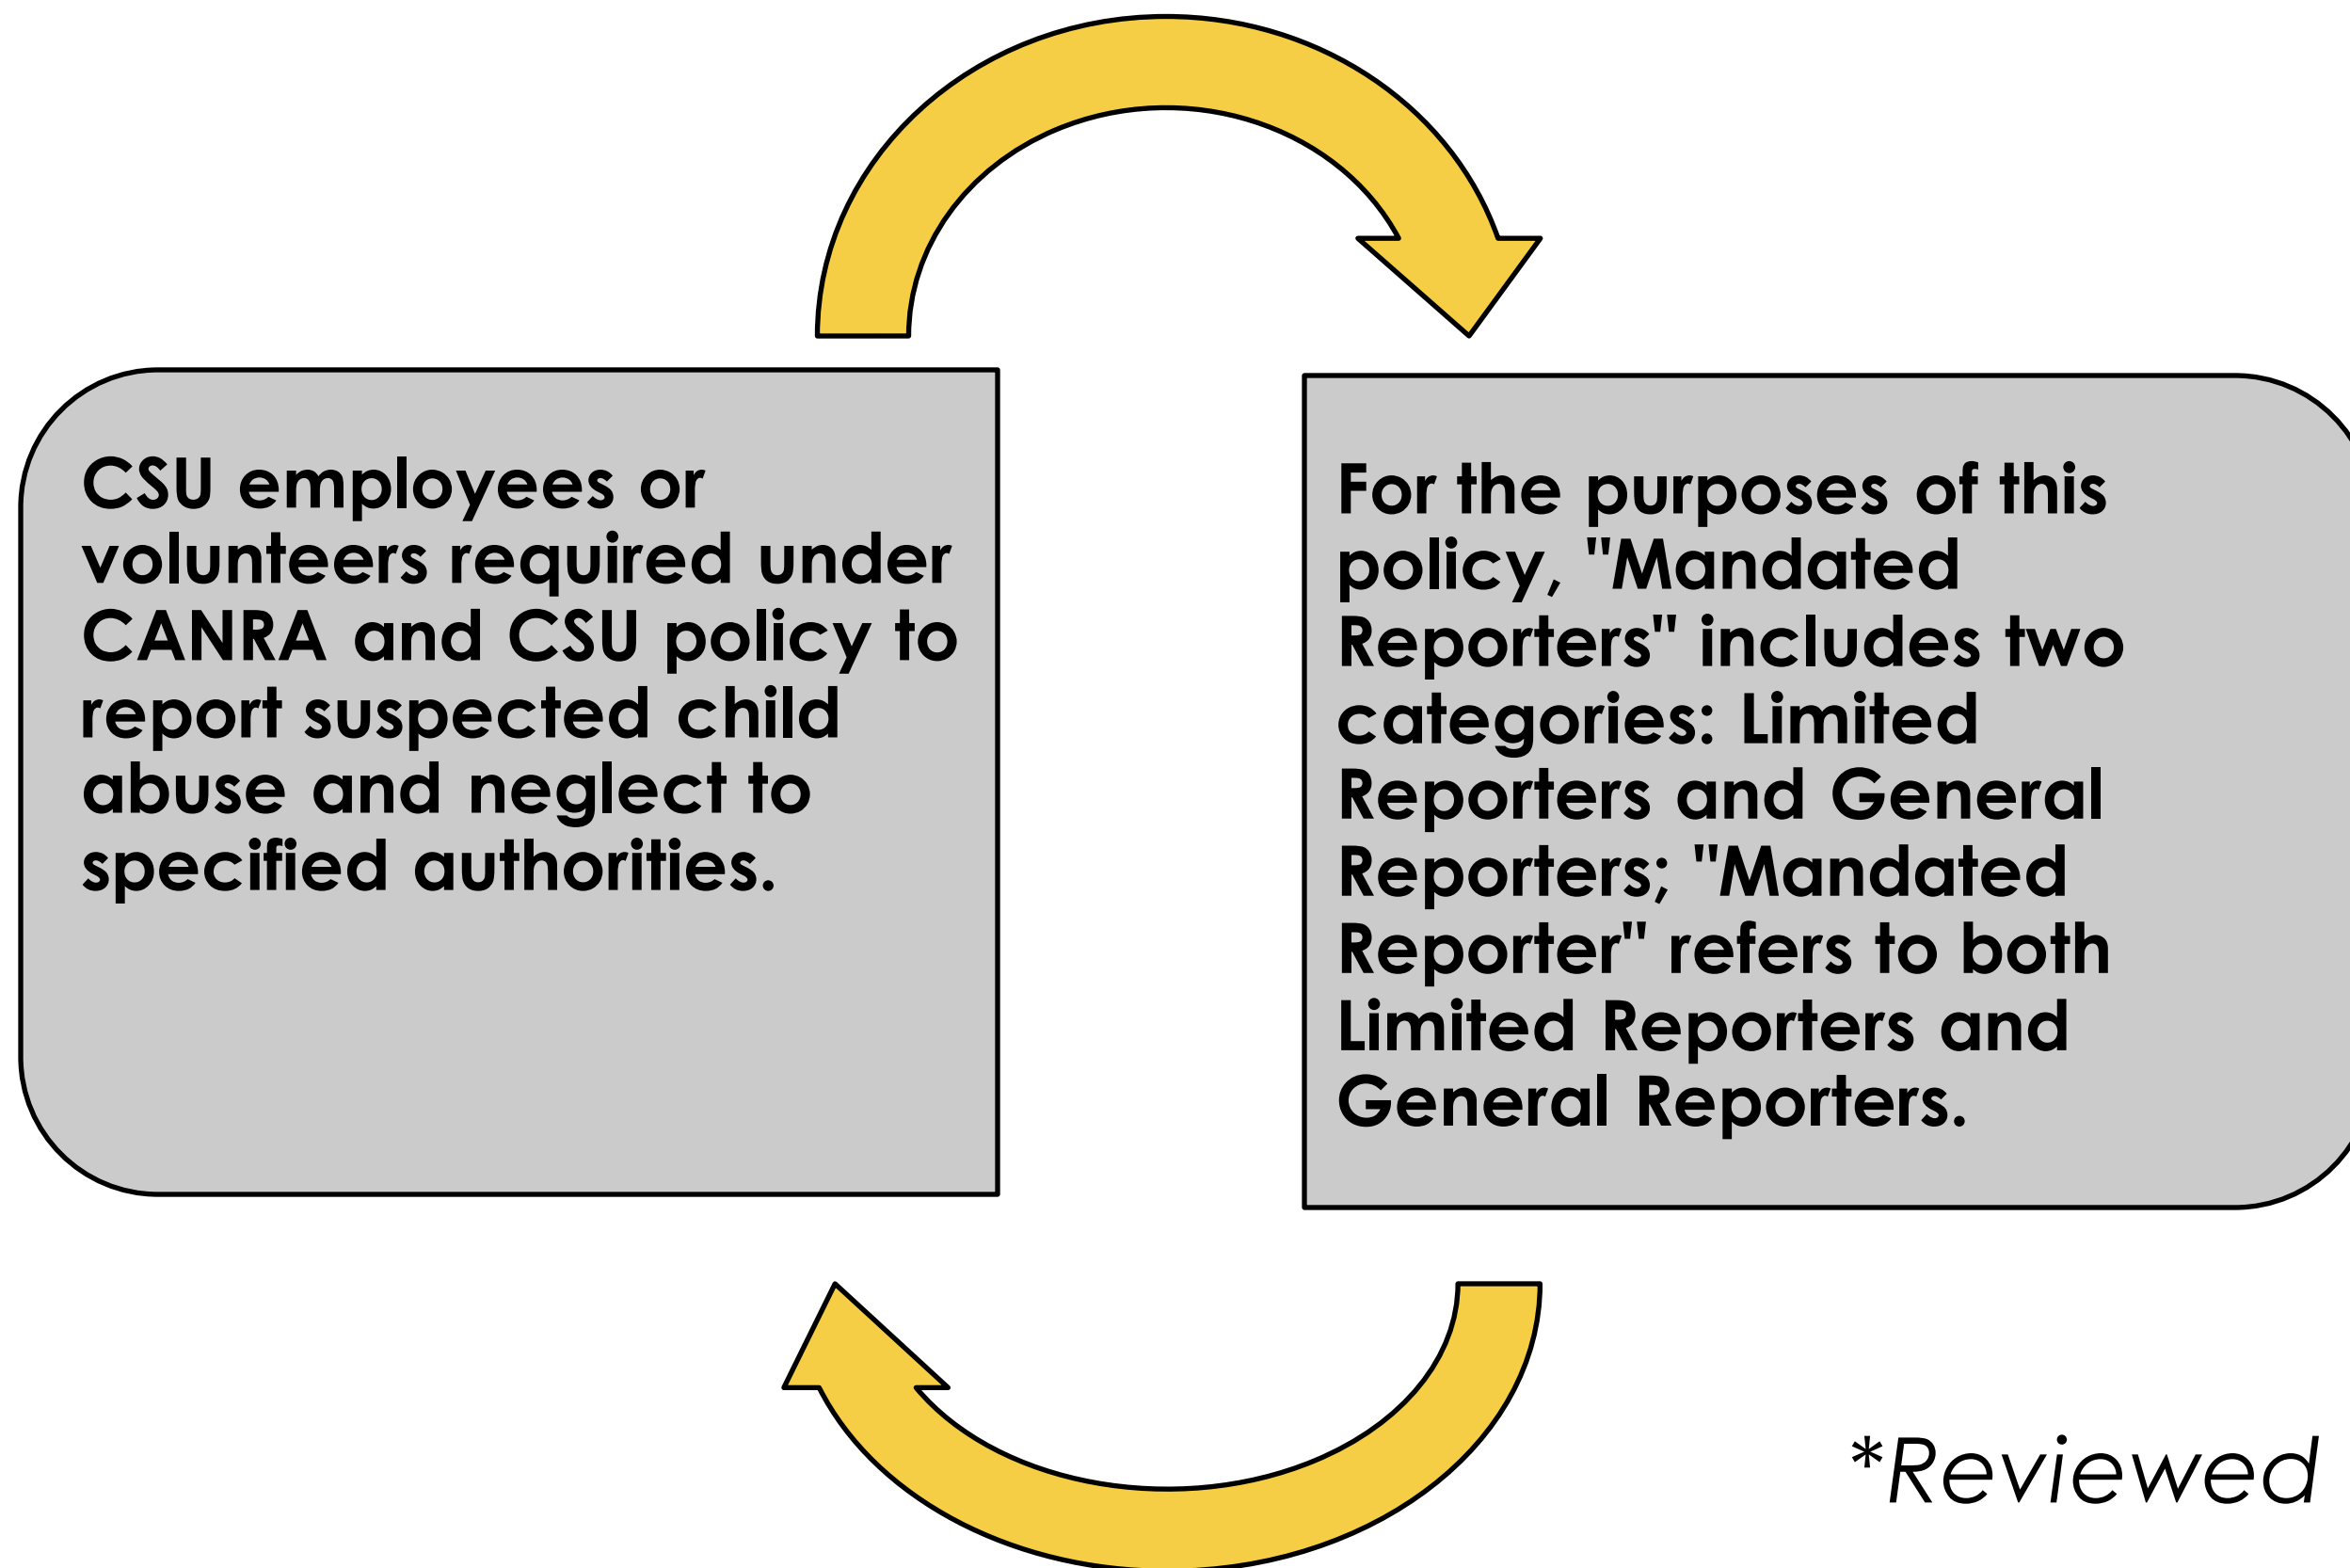 CSU employees or
volunteers required under
CANRA and CSU policy to
report suspected child
abuse and neglect to
specified authorities.
For the purposes of this
policy, "Mandated
Reporters" includes two
categories: Limited
Reporters and General
Reporters; "Mandated
Reporter" refers to both
Limited Reporters and
General Reporters.
*Reviewed